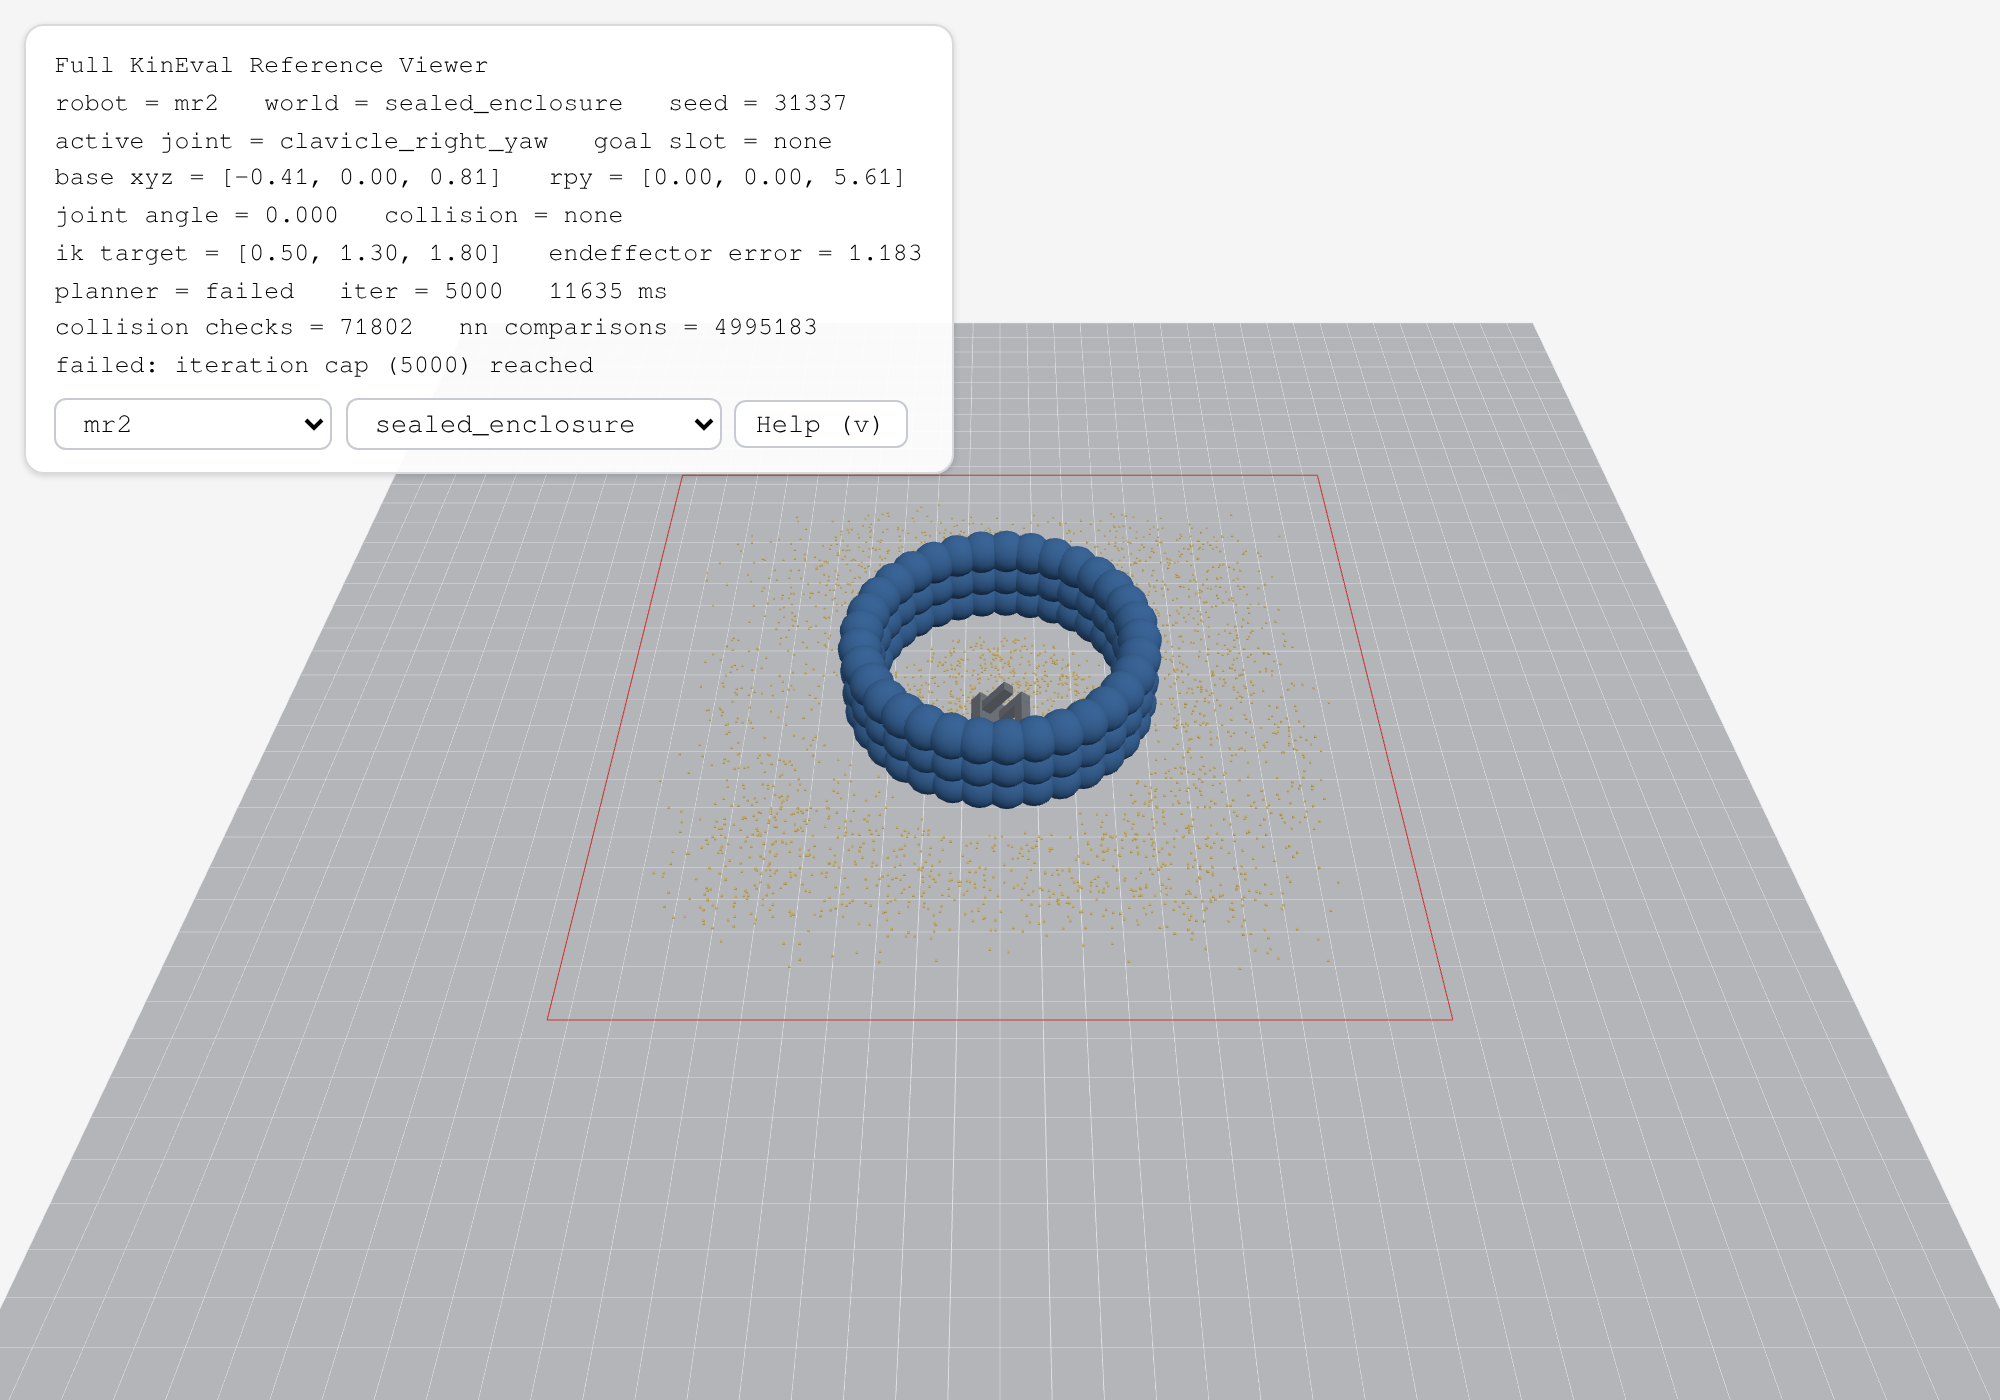 Full KinEval Reference Viewer
robot = mr2   world = sealed_enclosure   seed = 31337
active joint = clavicle_right_yaw   goal slot = none
base xyz = [-0.41, 0.00, 0.81]   rpy = [0.00, 0.00, 5.61]
joint angle = 0.000   collision = none
ik target = [0.50, 1.30, 1.80]   endeffector error = 1.183
planner = failed   iter = 5000   11635 ms
collision checks = 71802   nn comparisons = 4995183
failed: iteration cap (5000) reached
mr2   sealed_enclosure   Help (v)